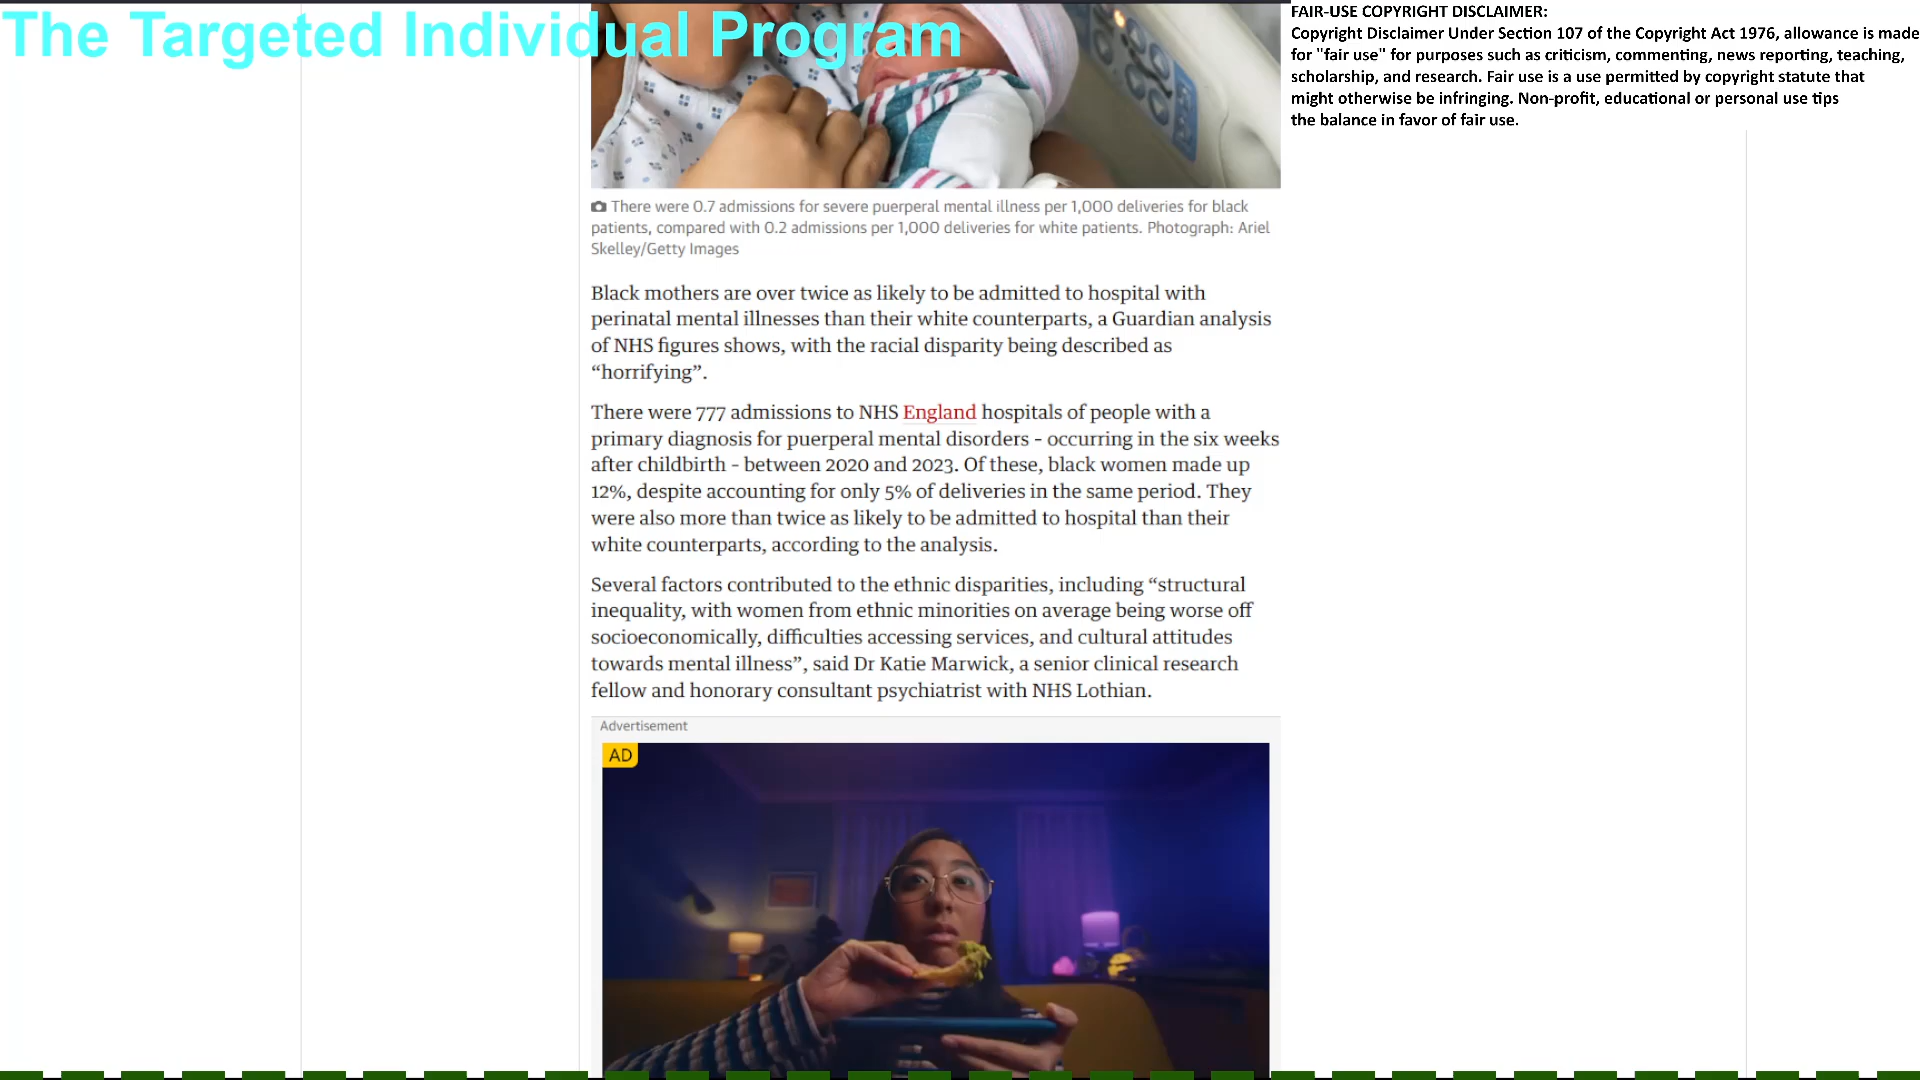 The Targeted Individual Program
FAIR-USE COPYRIGHT DISCLAIMER:
Copyright Disclaimer Under Section 107 of the Copyright Act 1976, allowance is made
for "fair use" for purposes such as criticism, commenting, news reporting, teaching,
scholarship, and research. Fair use is a use permitted by copyright statute that
might otherwise be infringing. Non-profit, educational or personal use tips
the balance in favor of fair use.
There were 0.7 admissions for severe puerperal mental illness per 1,000 deliveries for black
patients, compared with 0.2 admissions per 1,000 deliveries for white patients. Photograph: Ariel
Skelley/Getty Images
Black mothers are over twice as likely to be admitted to hospital with
perinatal mental illnesses than their white counterparts, a Guardian analysis
of NHS figures shows, with the racial disparity being described as
“horrifying”.
There were 777 admissions to NHS England hospitals of people with a
primary diagnosis for puerperal mental disorders – occurring in the six weeks
after childbirth – between 2020 and 2023. Of these, black women made up
12%, despite accounting for only 5% of deliveries in the same period. They
were also more than twice as likely to be admitted to hospital than their
white counterparts, according to the analysis.
Several factors contributed to the ethnic disparities, including “structural
inequality, with women from ethnic minorities on average being worse off
socioeconomically, difficulties accessing services, and cultural attitudes
towards mental illness”, said Dr Katie Marwick, a senior clinical research
fellow and honorary consultant psychiatrist with NHS Lothian.
Advertisement
AD